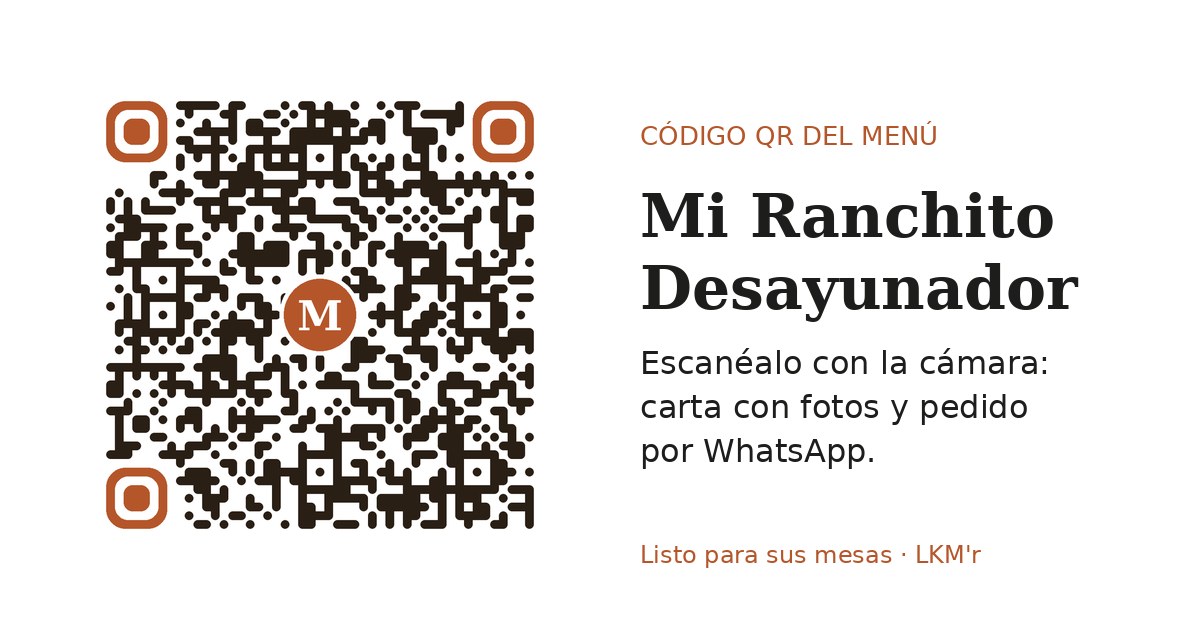 M
CÓDIGO QR DEL MENÚ
Mi Ranchito
Desayunador
Escanéalo con la cámara:
carta con fotos y pedido
por WhatsApp.
Listo para sus mesas · LKM'r